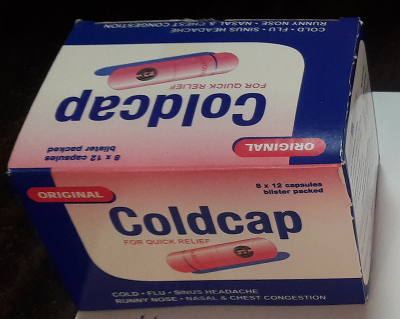 COLD • FLU • SINUS HEADACHE
RUNNY NOSE • NASAL & CHEST CONGESTION
FOR QUICK RELIEF
Coldcap
ORIGINAL
8 x 12 capsules
blister packed
ORIGINAL
8 x 12 capsules
blister packed
Coldcap
FOR QUICK RELIEF
COLD - FLU - SINUS HEADACHE
RUNNY NOSE - NASAL & CHEST CONGESTION